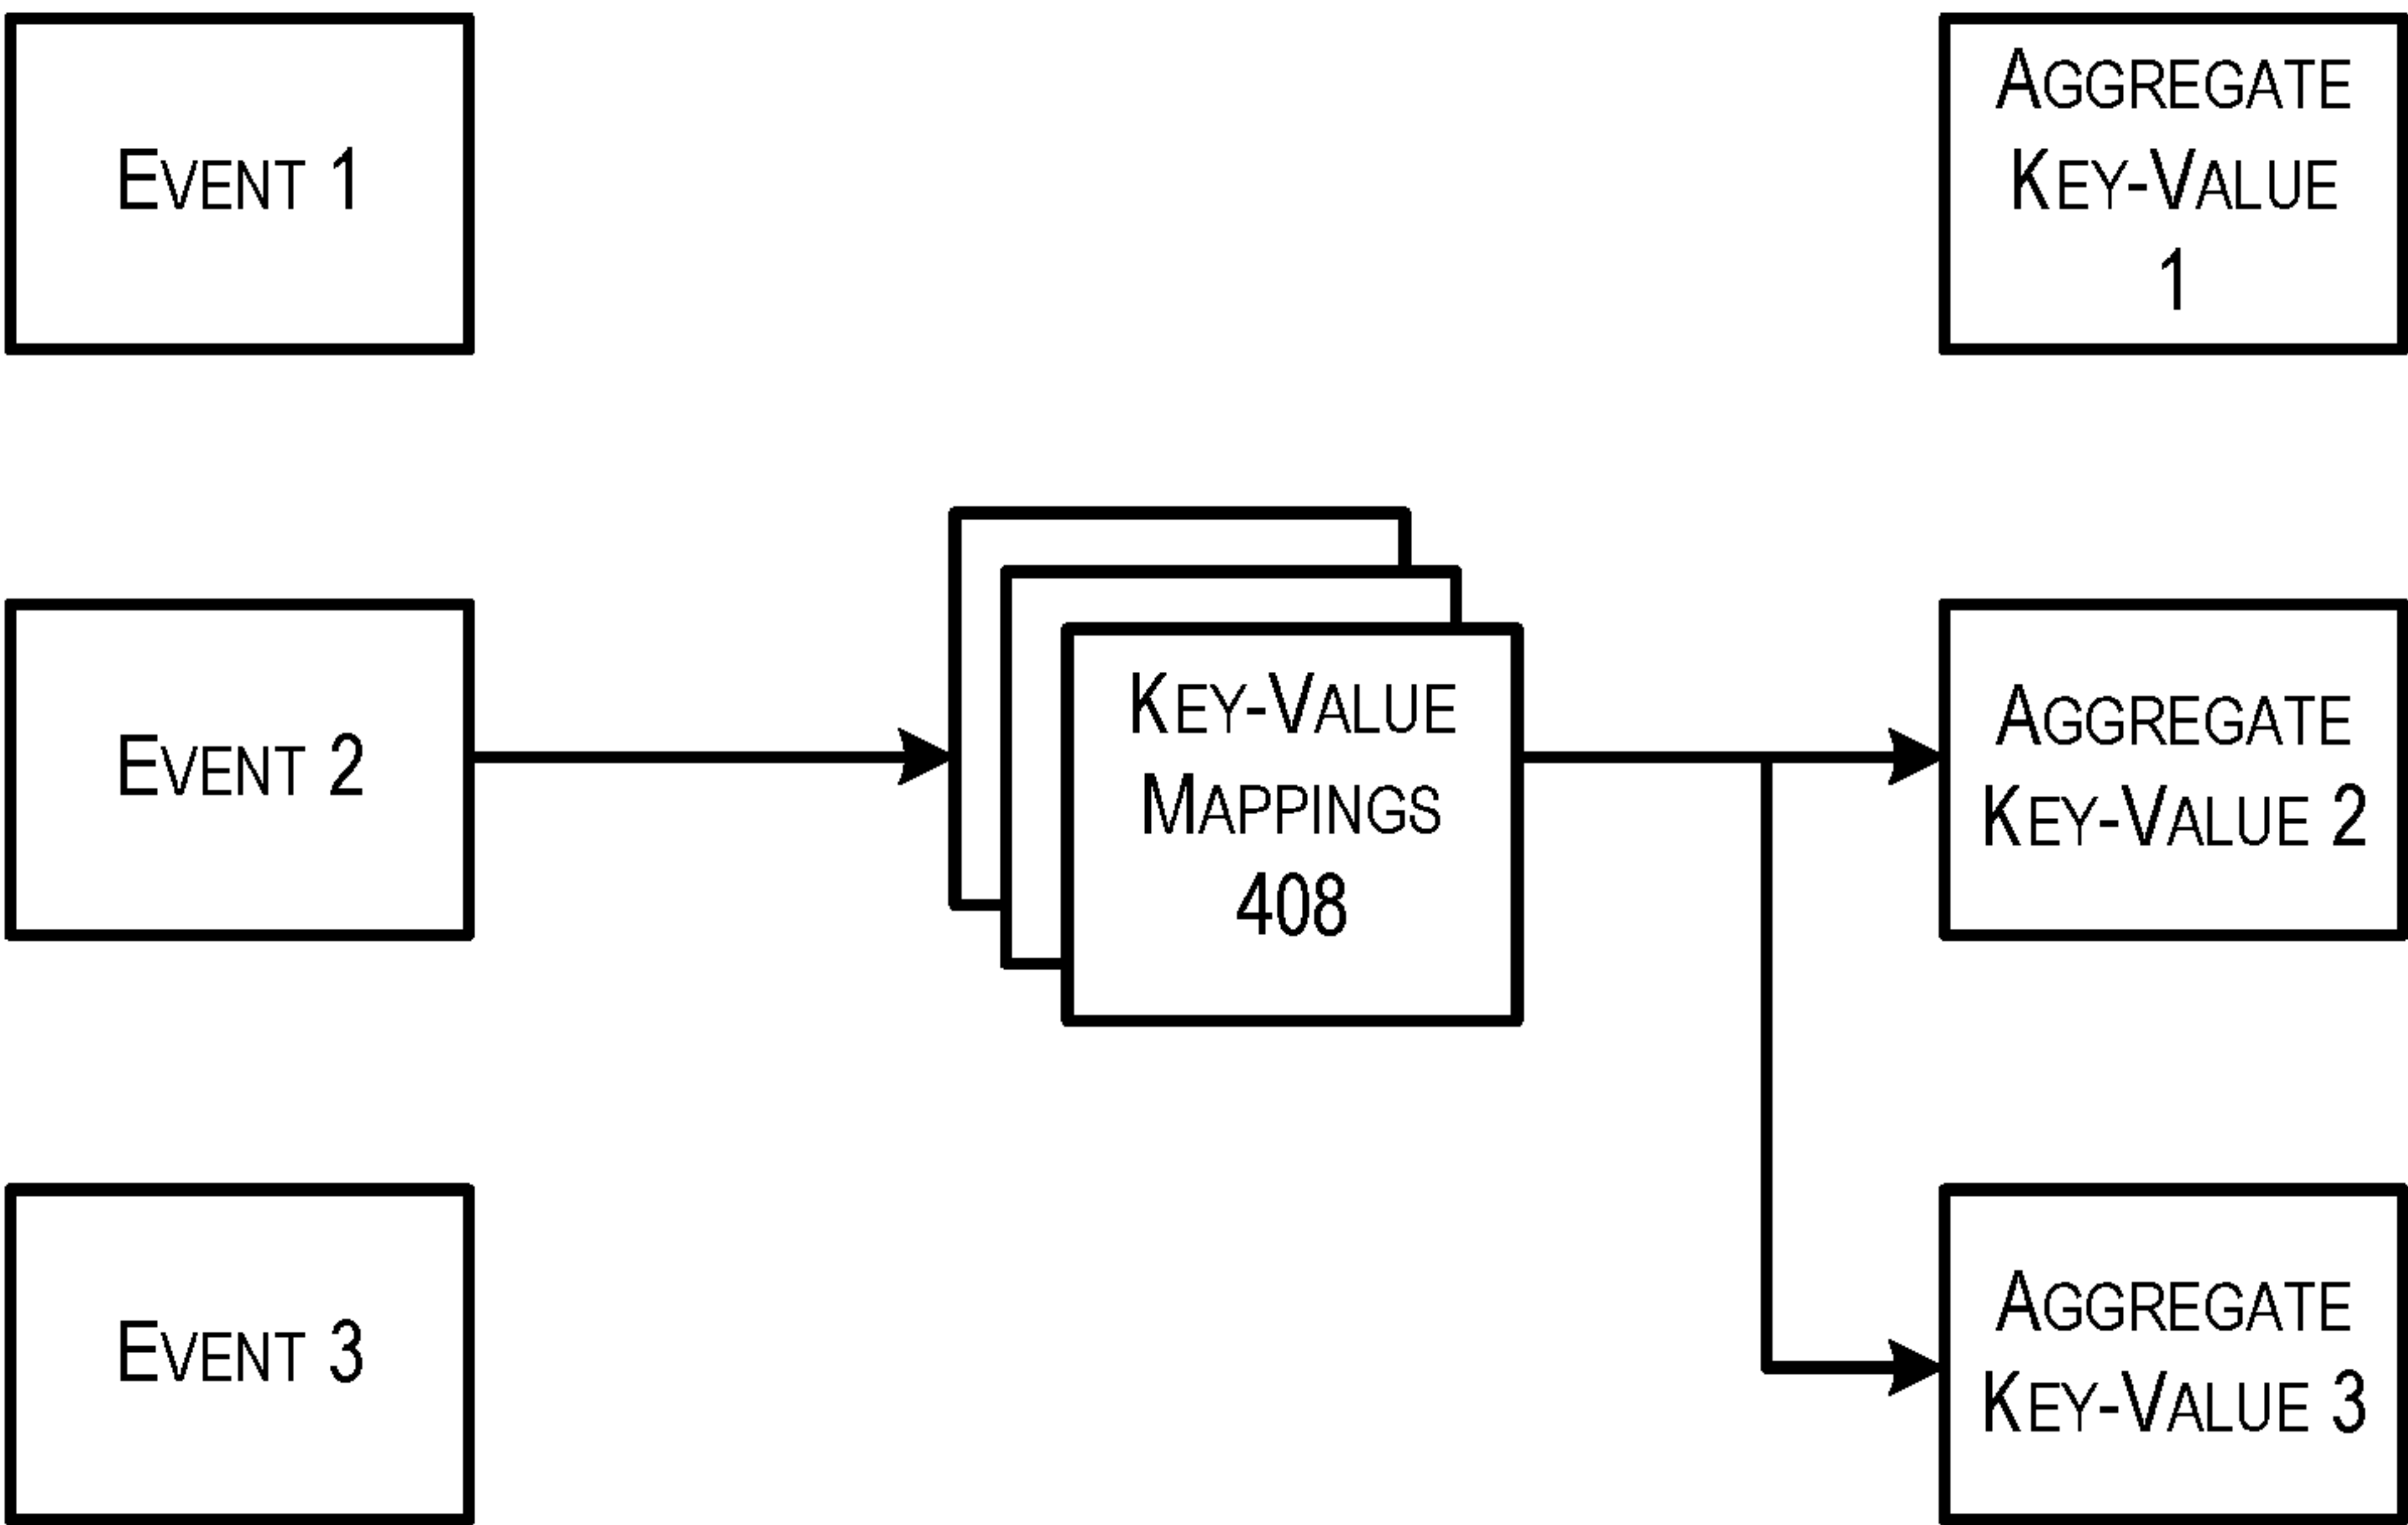 EVENT 1
AGGREGATE
KEY-VALUE
1
EVENT 2
KEY-VALUE
MAPPINGS
408
AGGREGATE
KEY-VALUE 2
EVENT 3
AGGREGATE
KEY-VALUE 3